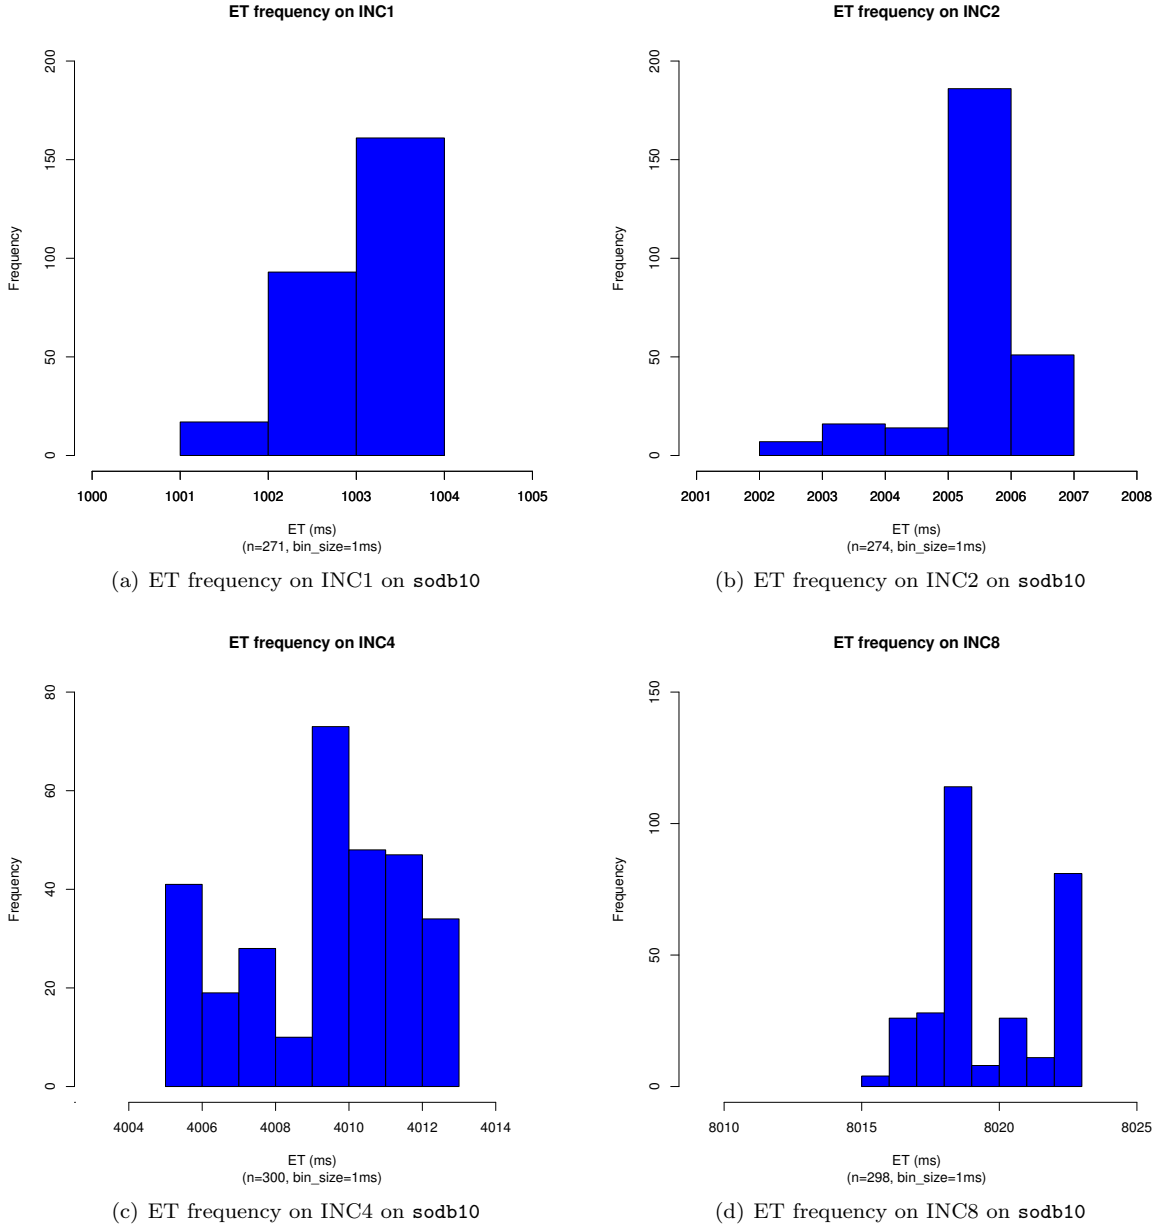 ET frequency on INC1
Frequency
200
150
100
50
0
1000 1001 1002 1003 1004 1005
ET (ms)
(n=271, bin_size=1ms)
(a) ET frequency on INC1 on sodb10
ET frequency on INC2
Frequency
200
150
100
50
0
2001 2002 2003 2004 2005 2006 2007 2008
ET (ms)
(n=274, bin_size=1ms)
(b) ET frequency on INC2 on sodb10
ET frequency on INC4
Frequency
80
60
40
20
0
4004 4006 4008 4010 4012 4014
ET (ms)
(n=300, bin_size=1ms)
(c) ET frequency on INC4 on sodb10
ET frequency on INC8
Frequency
150
100
50
0
8010 8015 8020 8025
ET (ms)
(n=298, bin_size=1ms)
(d) ET frequency on INC8 on sodb10